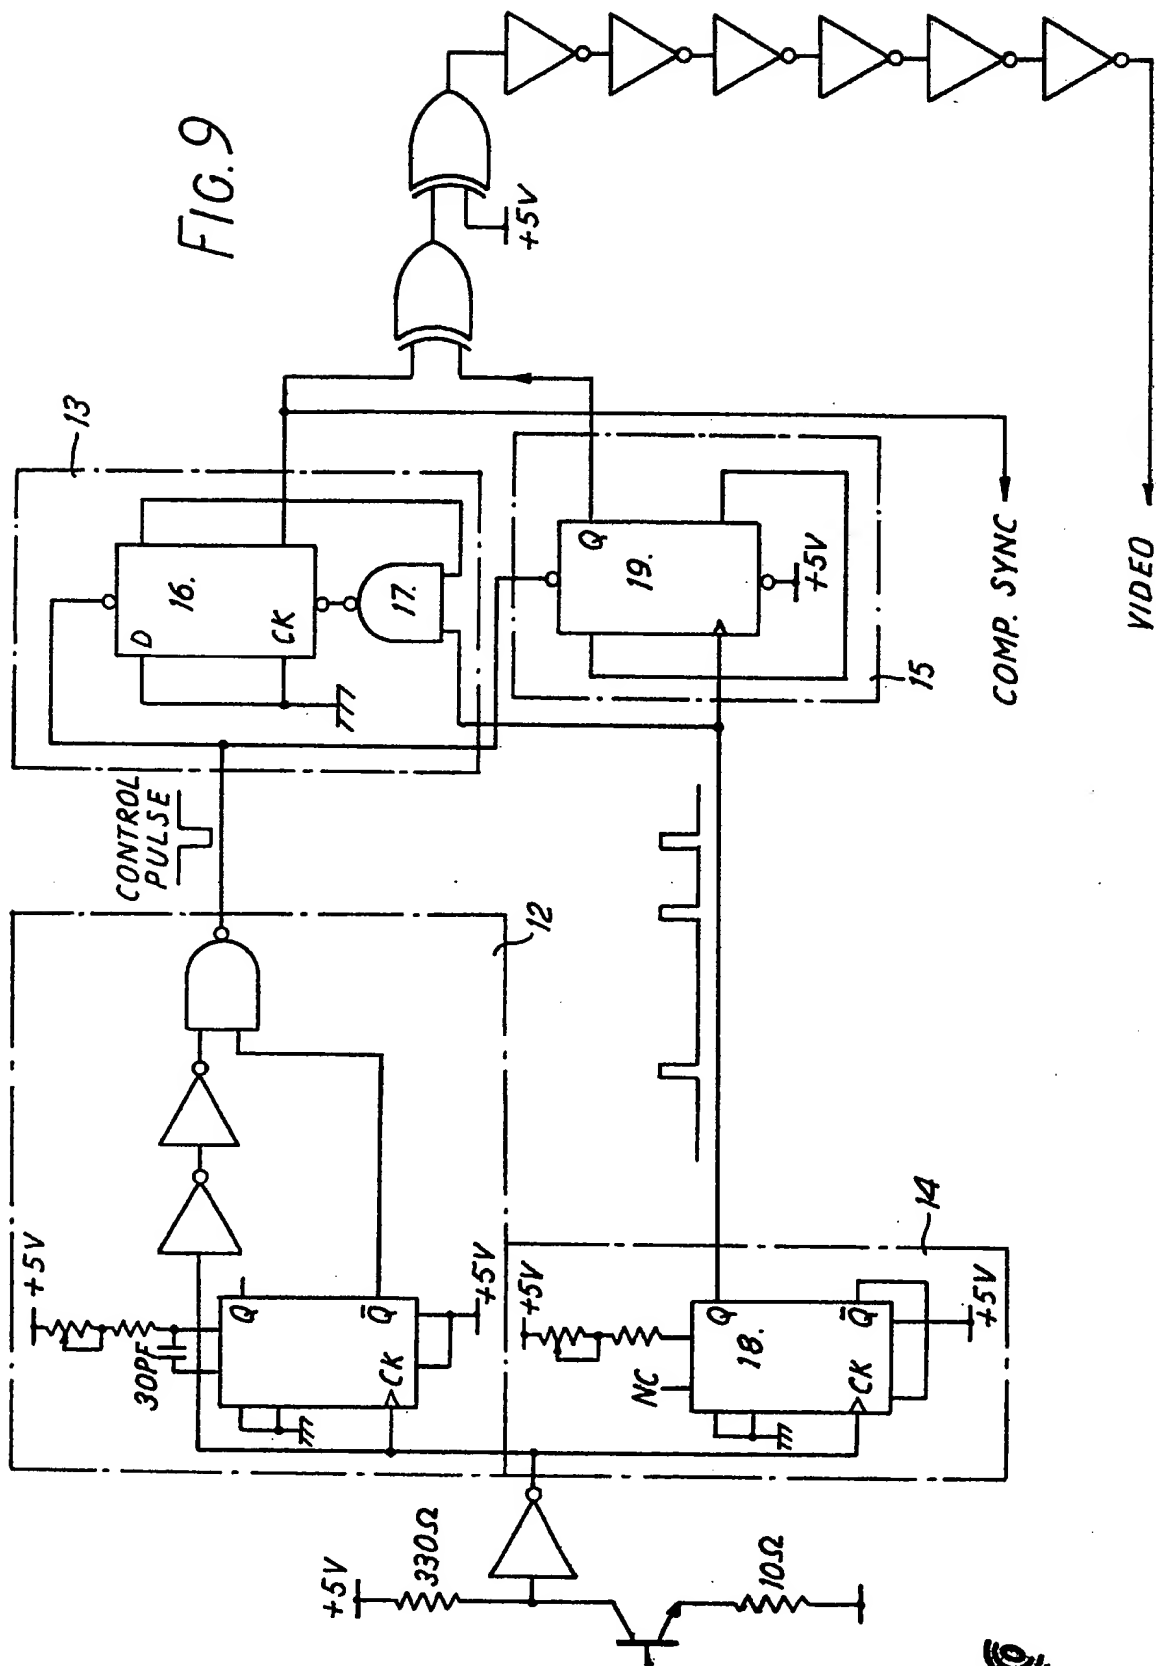 FIG. 9
+5V
13
16.
D
CK
17.
CONTROL
PULSE
12
+5V
30PF
Q
Q̅
CK
+5V
+5V
NC
Q
18.
Q̅
CK
+5V
14
19.
Q
+5V
15
COMP. SYNC
VIDEO
+5V
330Ω
10Ω